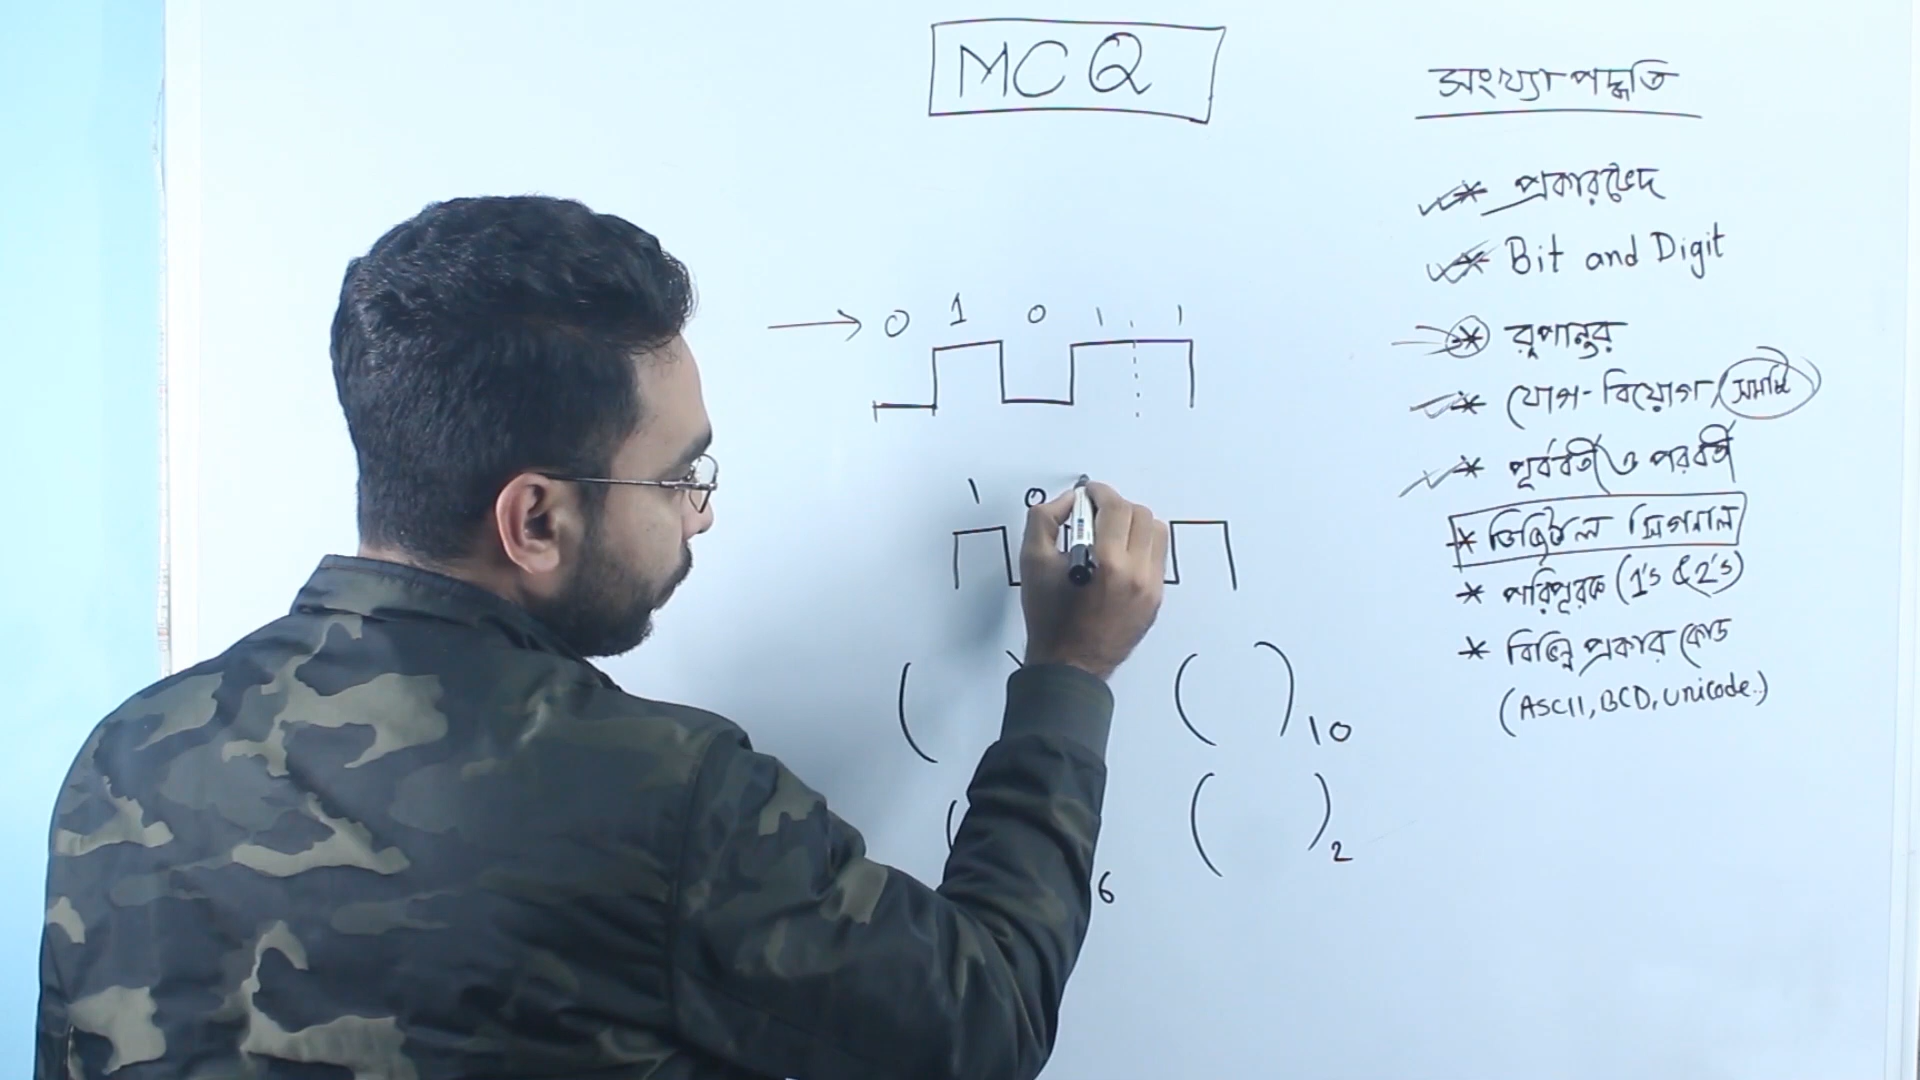 MCQ
সংখ্যা পদ্ধতি
* প্রকারভেদ
* Bit and Digit
* রূপান্তর
* যোগ-বিয়োগ /
* পূর্ববর্তী ও পরবর্তী
* ডিজিটাল সিগনাল
* পরিপূরক (1's & 2's)
* বিভিন্ন প্রকার কোড
(ASCII, BCD, Unicode..)
→ 0 1 0 1 1
1 0
( ( )10
( ( )2
6